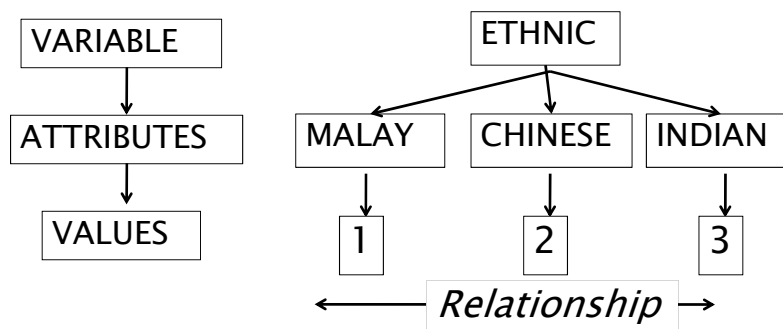 VARIABLE
ATTRIBUTES
VALUES
ETHNIC
MALAY
CHINESE
INDIAN
1
2
3
Relationship